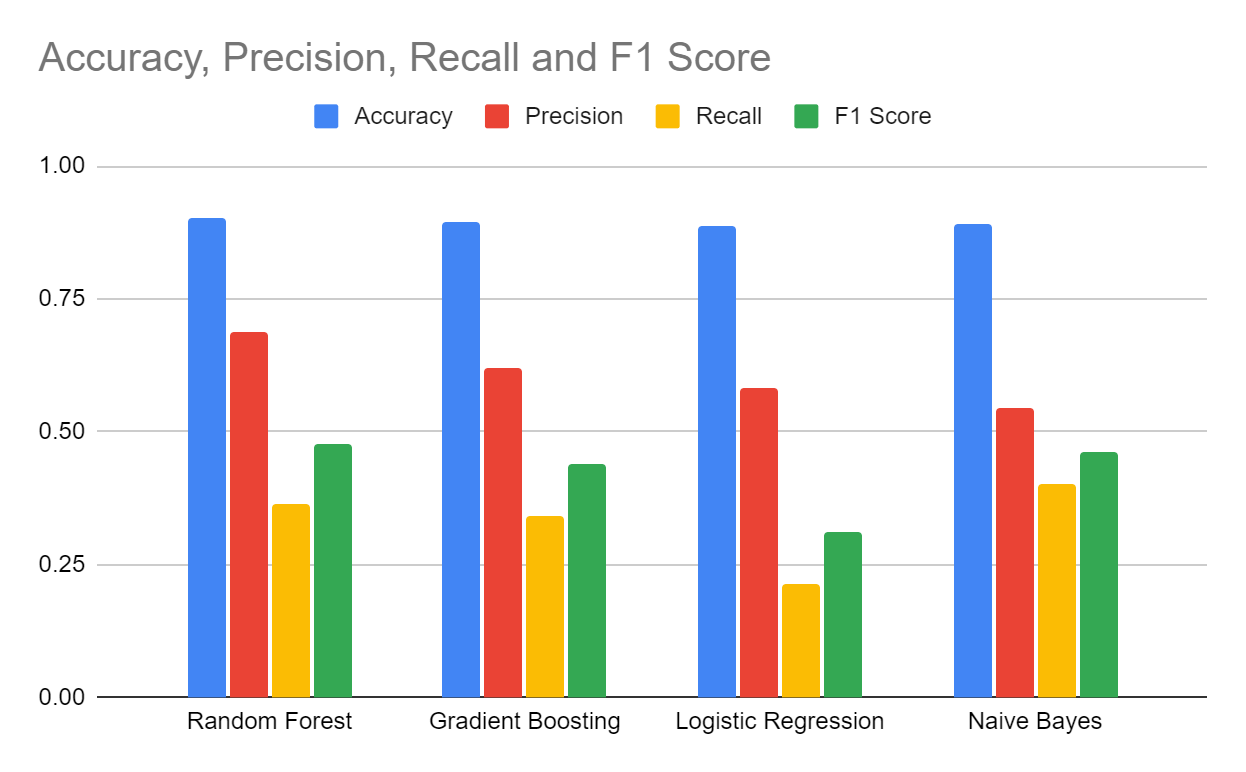 Accuracy, Precision, Recall and F1 Score
Accuracy Precision Recall F1 Score
1.00
0.75
0.50
0.25
0.00
Random Forest Gradient Boosting Logistic Regression Naive Bayes